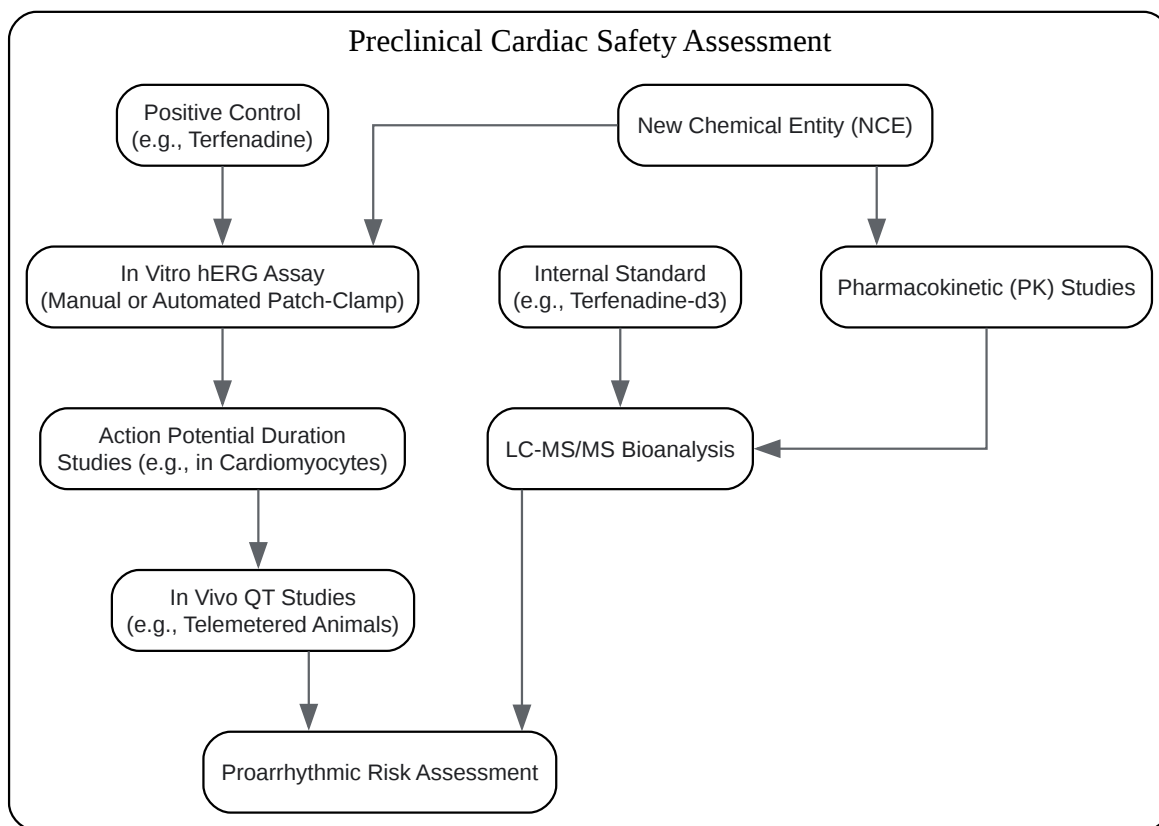 Preclinical Cardiac Safety Assessment
Positive Control
(e.g., Terfenadine)
New Chemical Entity (NCE)
In Vitro hERG Assay
(Manual or Automated Patch-Clamp)
Internal Standard
(e.g., Terfenadine-d3)
Pharmacokinetic (PK) Studies
Action Potential Duration
Studies (e.g., in Cardiomyocytes)
LC-MS/MS Bioanalysis
In Vivo QT Studies
(e.g., Telemetered Animals)
Proarrhythmic Risk Assessment